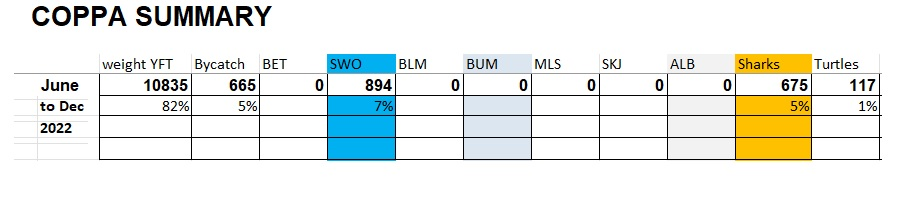 COPPA SUMMARY
weight YFT Bycatch BET SWO BLM BUM MLS SKJ ALB Sharks Turtles
June 10835 665 0 894 0 0 0 0 0 675 117
to Dec 82% 5% 7% 5% 1%
2022